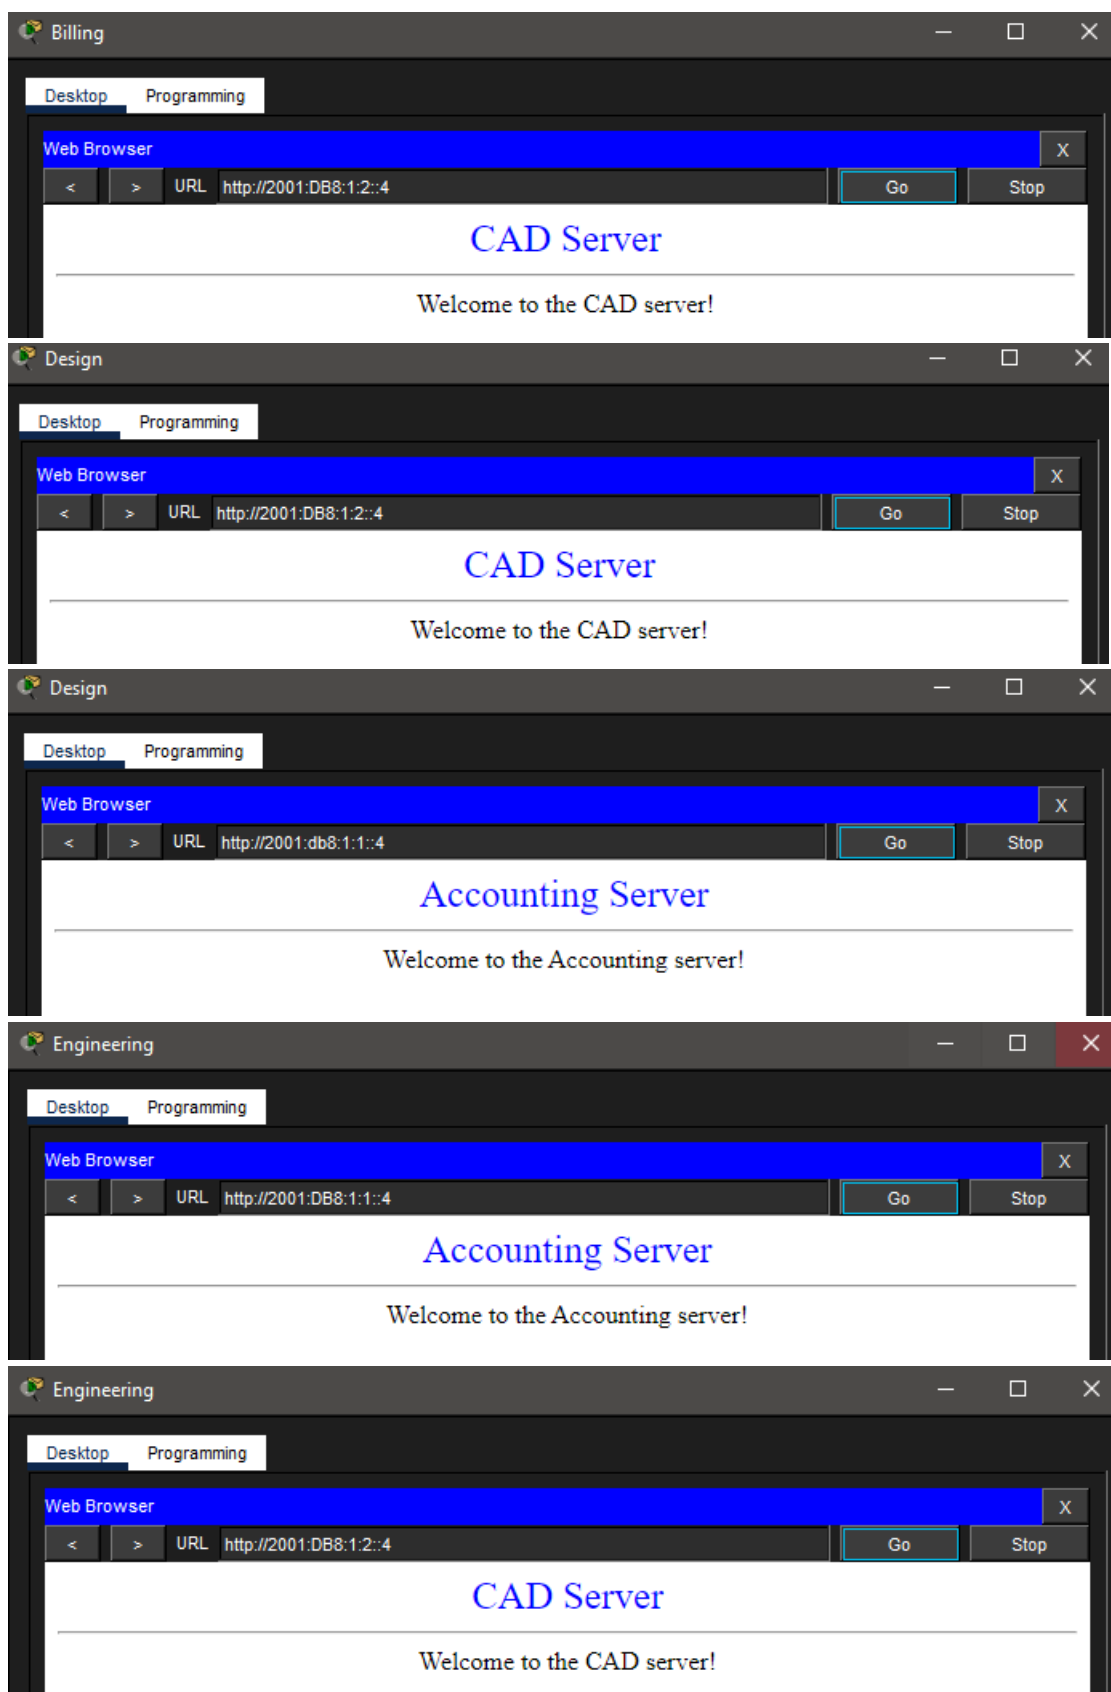 Billing
Desktop Programming
Web Browser X
< > URL http://2001:DB8:1:2::4 Go Stop
CAD Server
Welcome to the CAD server!
Design
Desktop Programming
Web Browser X
< > URL http://2001:DB8:1:2::4 Go Stop
CAD Server
Welcome to the CAD server!
Design
Desktop Programming
Web Browser X
< > URL http://2001:db8:1:1::4 Go Stop
Accounting Server
Welcome to the Accounting server!
Engineering
Desktop Programming
Web Browser X
< > URL http://2001:DB8:1:1::4 Go Stop
Accounting Server
Welcome to the Accounting server!
Engineering
Desktop Programming
Web Browser X
< > URL http://2001:DB8:1:2::4 Go Stop
CAD Server
Welcome to the CAD server!